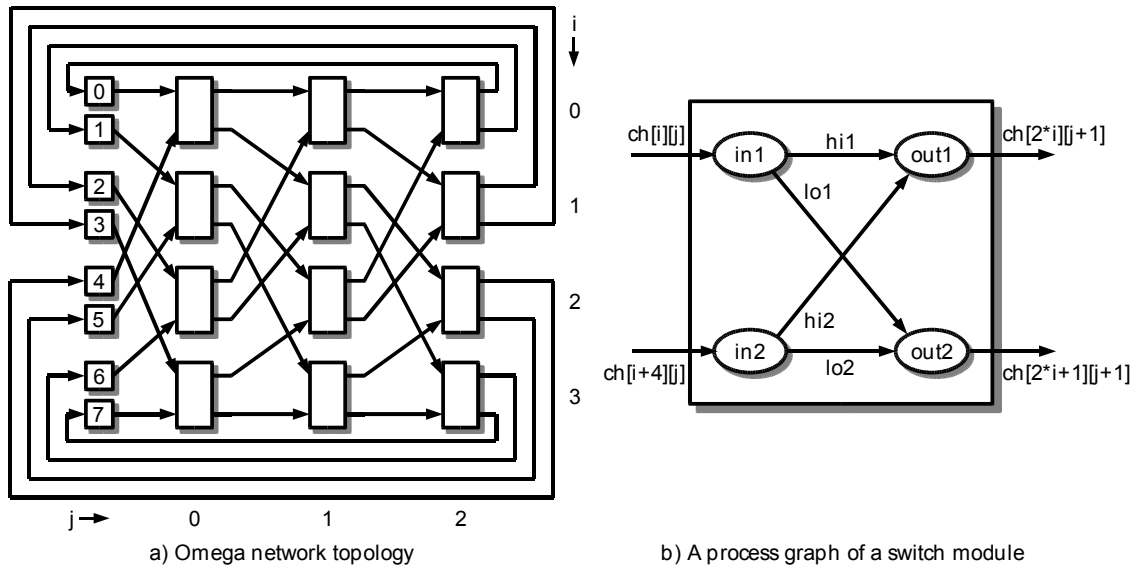 i
0
1
2
3
4
5
6
7
0
1
2
3
j
0
1
2
a) Omega network topology
ch[i][j]
in1
hi1
out1
ch[2*i][j+1]
lo1
hi2
ch[i+4][j]
in2
lo2
out2
ch[2*i+1][j+1]
b) A process graph of a switch module